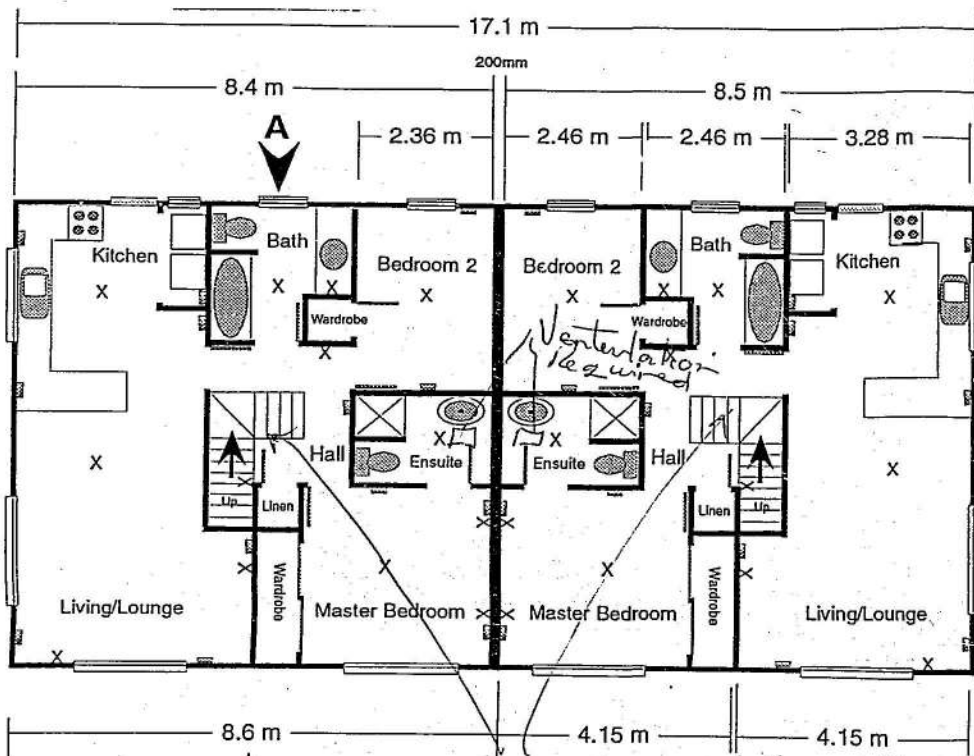 17.1 m
200mm
8.4 m
8.5 m
A
2.36 m
2.46 m
2.46 m
3.28 m
Kitchen
Bath
Bedroom 2
Bedroom 2
Bath
Kitchen
Wardrobe
Wardrobe
Required
Hall
Ensuite
Ensuite
Hall
Up
Linen
Linen
Up
Wardrobe
Wardrobe
Living/Lounge
Master Bedroom
Master Bedroom
Living/Lounge
8.6 m
4.15 m
4.15 m